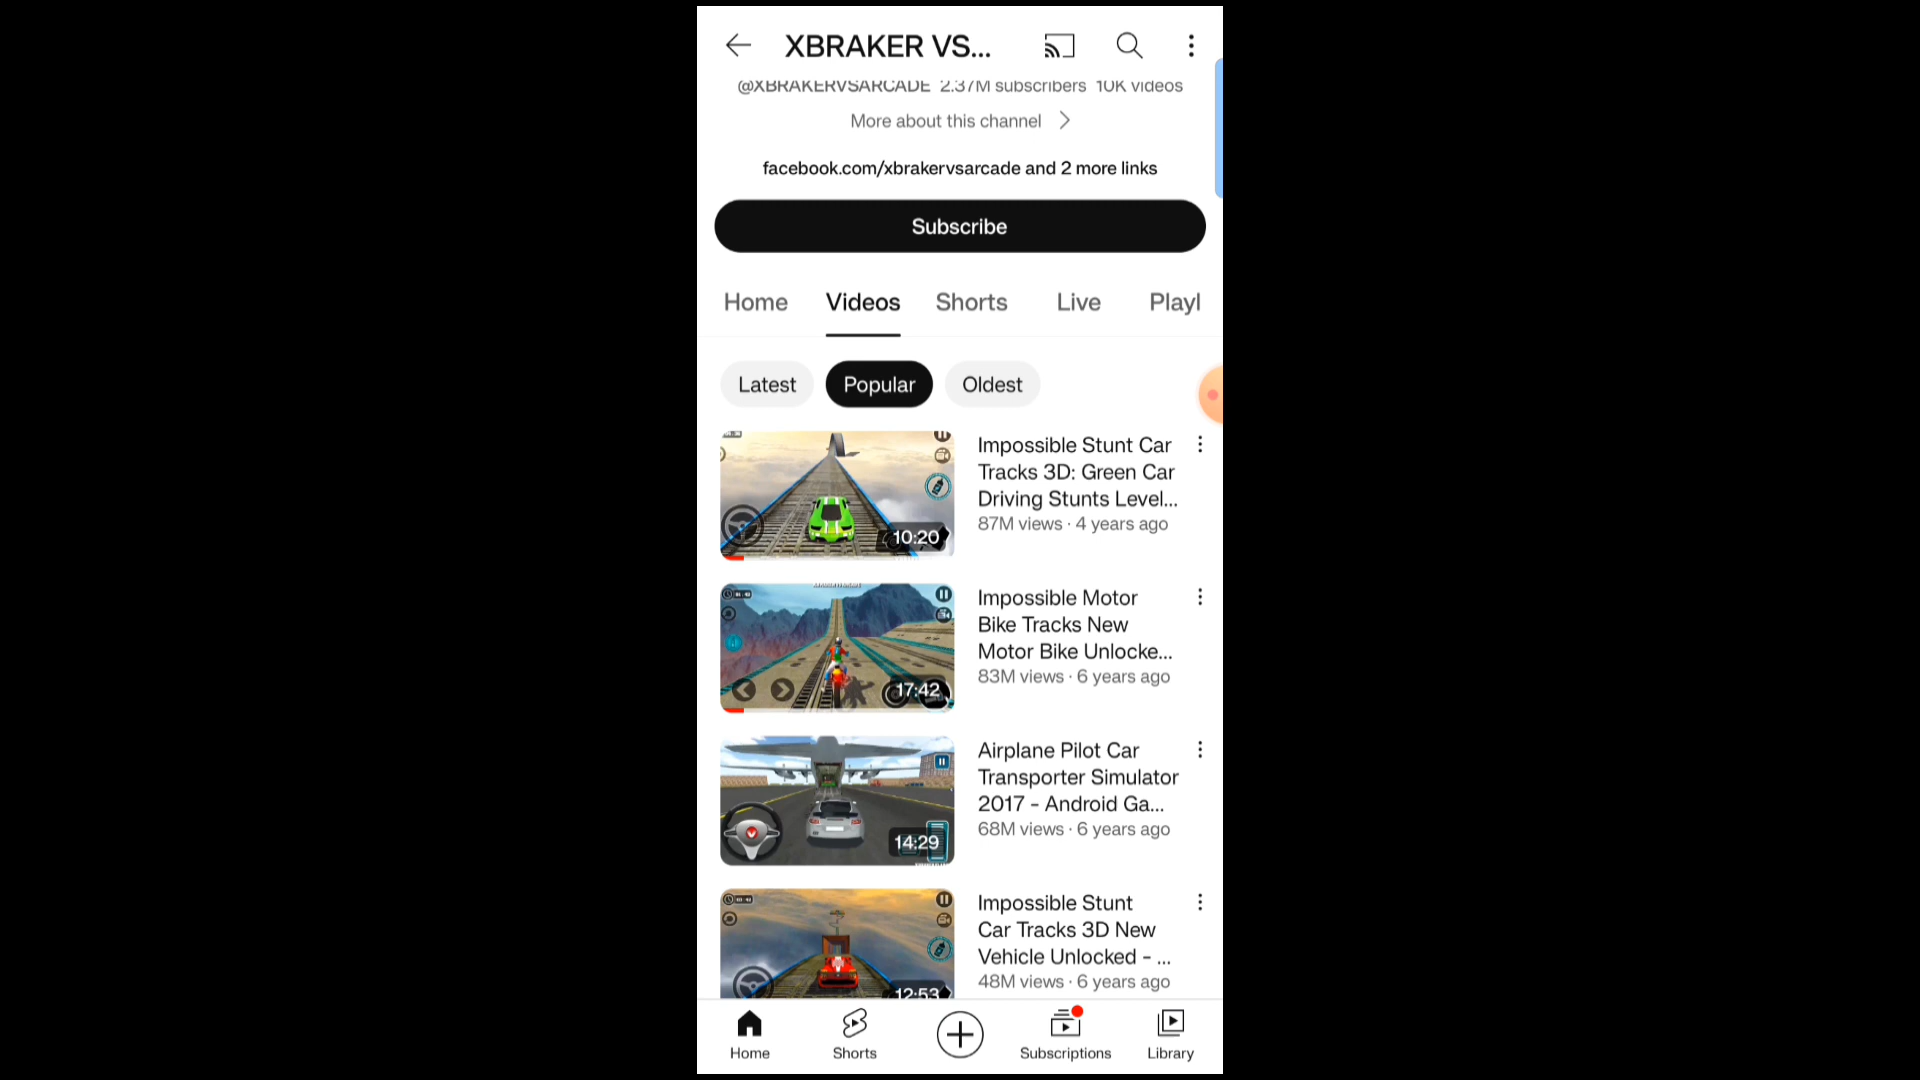 XBRAKER VS...
@XBRAKERVSARCADE 2.37M subscribers 10K videos
More about this channel
facebook.com/xbrakervsarcade and 2 more links
Subscribe
Home Videos Shorts Live Playl
Latest Popular Oldest
Impossible Stunt Car
Tracks 3D: Green Car
Driving Stunts Level...
87M views · 4 years ago
10:20
Impossible Motor
Bike Tracks New
Motor Bike Unlocke...
83M views · 6 years ago
17:42
Airplane Pilot Car
Transporter Simulator
2017 - Android Ga...
68M views · 6 years ago
14:29
Impossible Stunt
Car Tracks 3D New
Vehicle Unlocked - ...
48M views · 6 years ago
12:53
Home Shorts Subscriptions Library